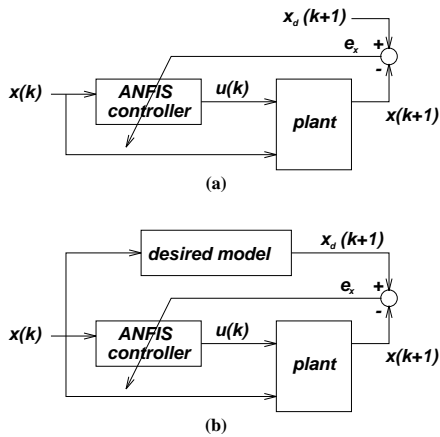 x_d (k+1)
e_x
+
-
x(k)
ANFIS
controller
u(k)
plant
x(k+1)
(a)
desired model
x_d (k+1)
e_x
+
-
x(k)
ANFIS
controller
u(k)
plant
x(k+1)
(b)